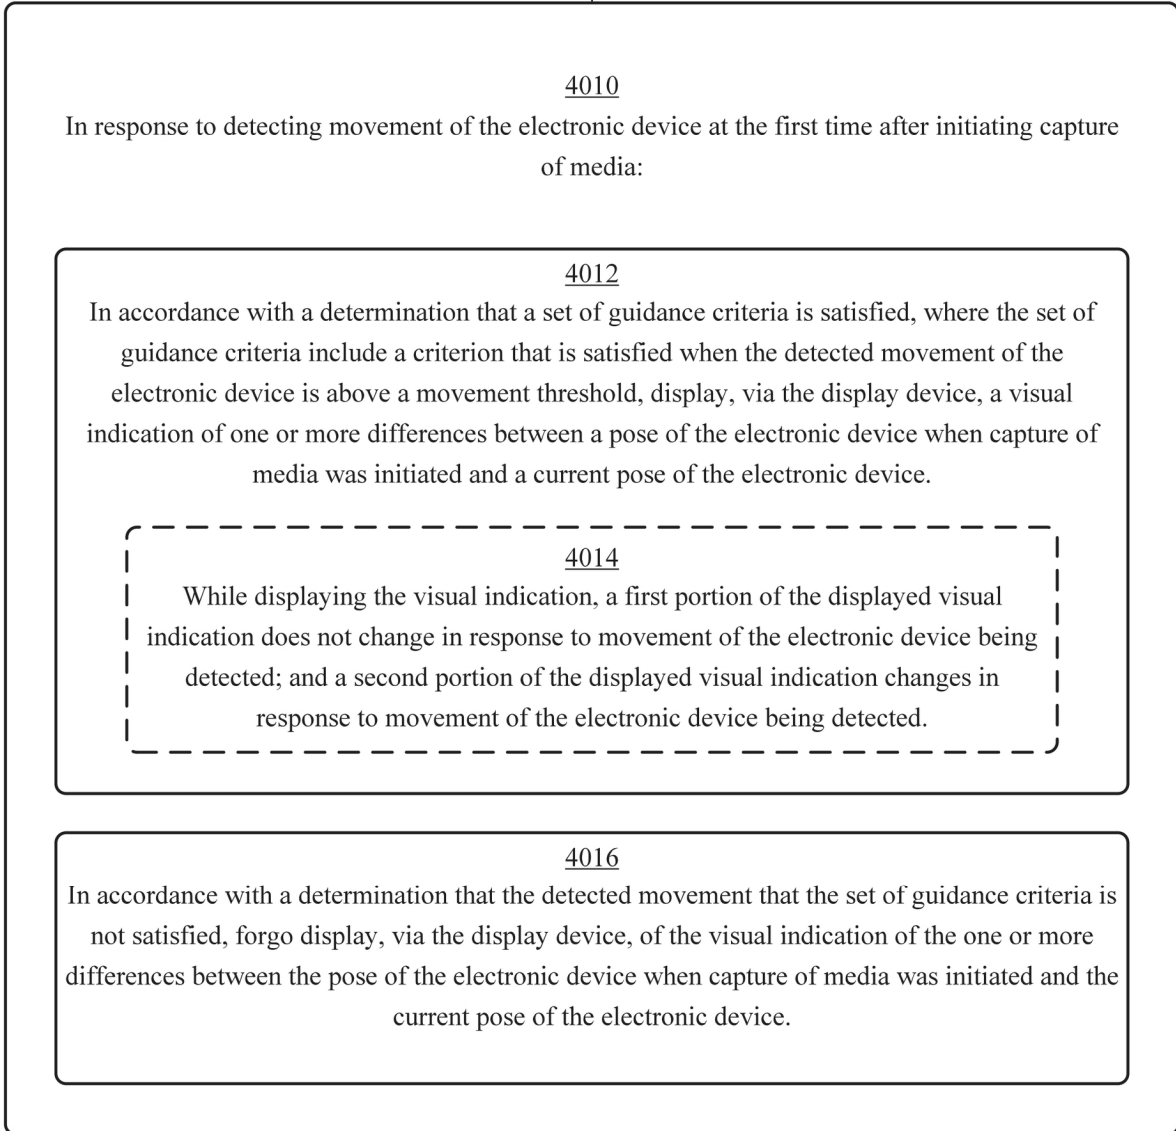 4010
In response to detecting movement of the electronic device at the first time after initiating capture
of media:
4012
In accordance with a determination that a set of guidance criteria is satisfied, where the set of
guidance criteria include a criterion that is satisfied when the detected movement of the
electronic device is above a movement threshold, display, via the display device, a visual
indication of one or more differences between a pose of the electronic device when capture of
media was initiated and a current pose of the electronic device.
4014
While displaying the visual indication, a first portion of the displayed visual
indication does not change in response to movement of the electronic device being
detected; and a second portion of the displayed visual indication changes in
response to movement of the electronic device being detected.
4016
In accordance with a determination that the detected movement that the set of guidance criteria is
not satisfied, forgo display, via the display device, of the visual indication of the one or more
differences between the pose of the electronic device when capture of media was initiated and the
current pose of the electronic device.